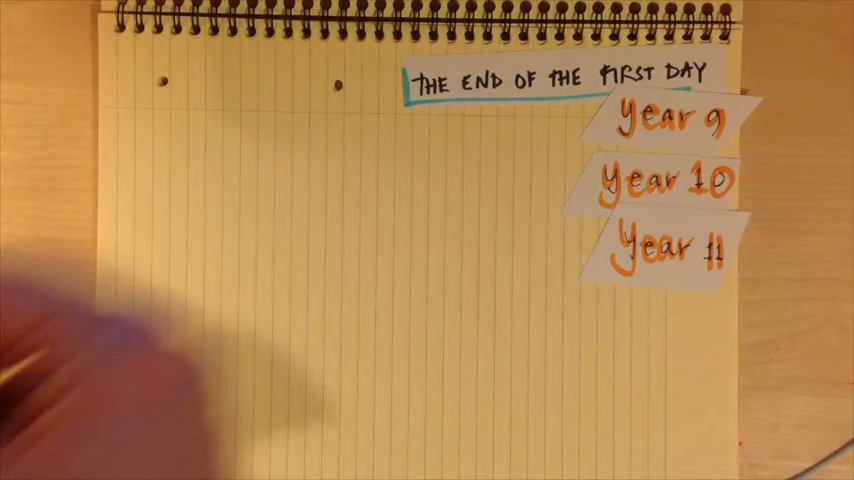 THE END OF THE FIRST DAY
Year 9
Year 10
Year 11